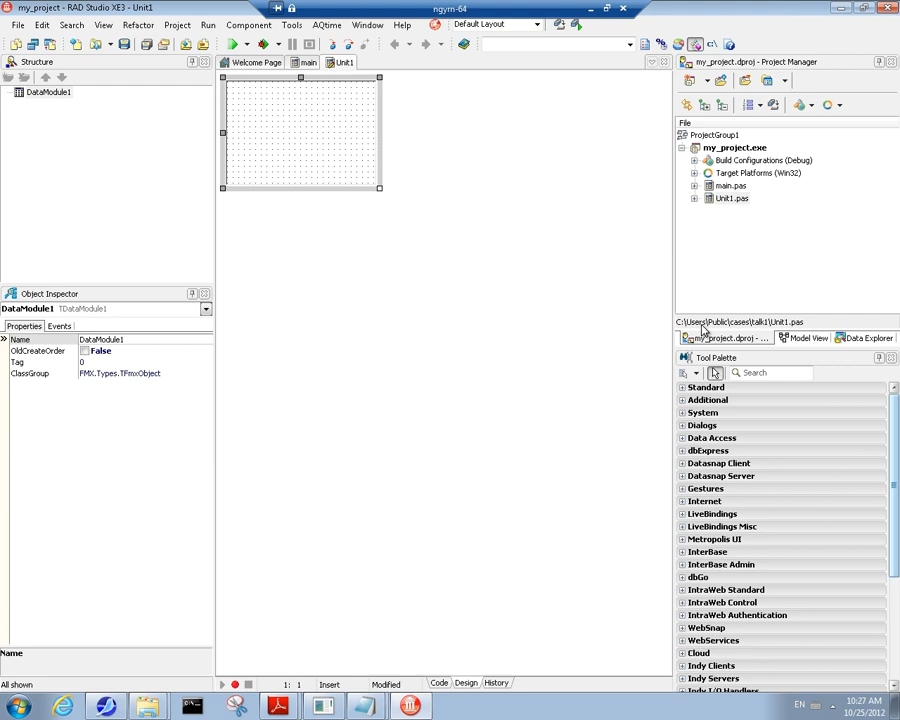 my_project - RAD Studio XE3 - Unit1
ngyrn-64
File Edit Search View Refactor Project Run Component Tools AQtime Window Help
Default Layout
Structure
DataModule1
Welcome Page main Unit1
my_project.dproj - Project Manager
File
ProjectGroup1
my_project.exe
Build Configurations (Debug)
Target Platforms (Win32)
main.pas
Unit1.pas
C:\Users\Public\cases\talk1\Unit1.pas
my_project.dproj - ... Model View Data Explorer
Object Inspector
DataModule1 TDataModule1
Properties Events
Name DataModule1
OldCreateOrder False
Tag 0
ClassGroup FMX.Types.TFmxObject
Name
All shown
Tool Palette
Search
Standard
Additional
System
Dialogs
Data Access
dbExpress
Datasnap Client
Datasnap Server
Gestures
Internet
LiveBindings
LiveBindings Misc
Metropolis UI
InterBase
InterBase Admin
dbGo
IntraWeb Standard
IntraWeb Control
IntraWeb Authentication
WebSnap
WebServices
Cloud
Indy Clients
Indy Servers
Indy I/O Handlers
1: 1 Insert Modified Code Design History
EN 10:27 AM
10/25/2012